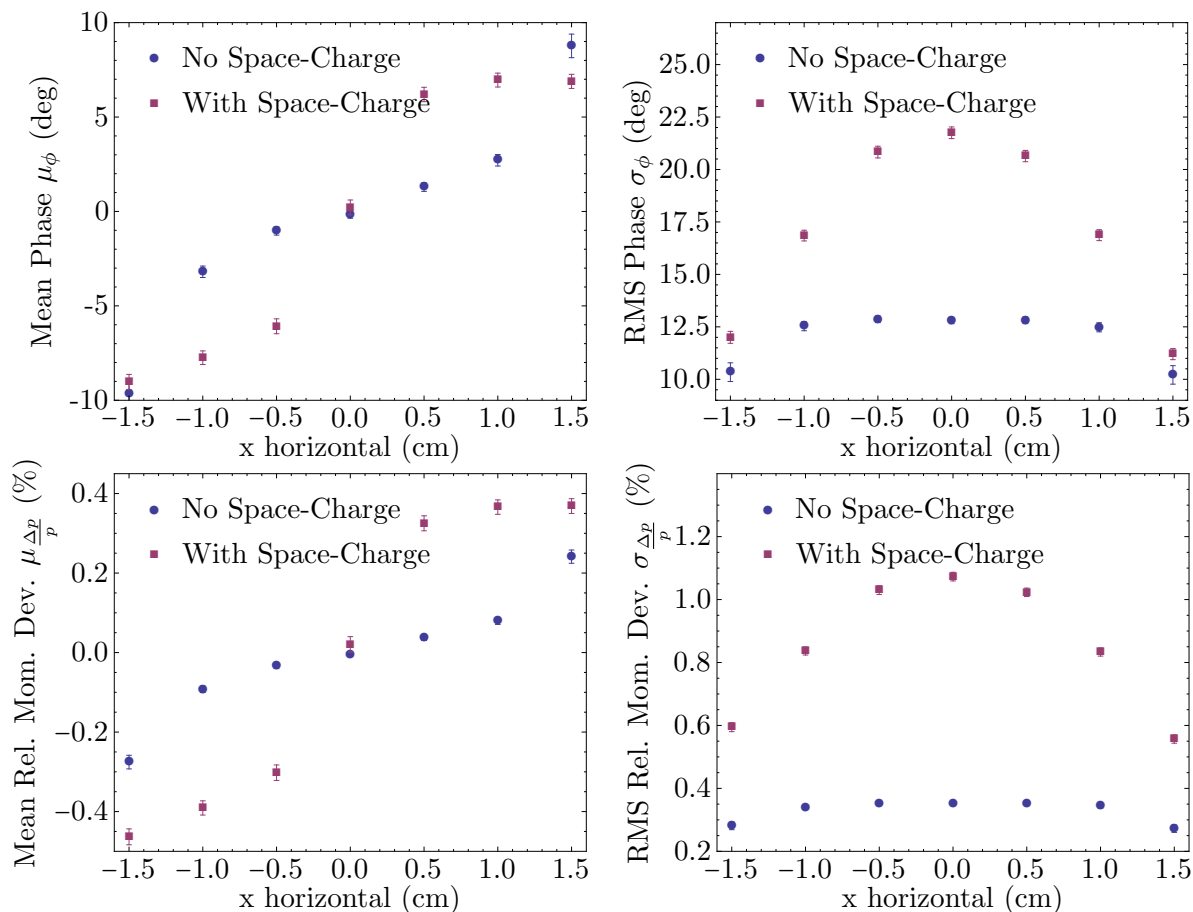 10
5
0
-5
-10
Mean Phase μϕ (deg)
No Space-Charge
With Space-Charge
−1.5 −1.0 −0.5 0.0 0.5 1.0 1.5
x horizontal (cm)
25.0
22.5
20.0
17.5
15.0
12.5
10.0
RMS Phase σϕ (deg)
No Space-Charge
With Space-Charge
−1.5 −1.0 −0.5 0.0 0.5 1.0 1.5
x horizontal (cm)
0.4
0.2
0.0
−0.2
−0.4
Mean Rel. Mom. Dev. μ Δp/p (%)
No Space-Charge
With Space-Charge
−1.5 −1.0 −0.5 0.0 0.5 1.0 1.5
x horizontal (cm)
1.2
1.0
0.8
0.6
0.4
0.2
RMS Rel. Mom. Dev. σ Δp/p (%)
No Space-Charge
With Space-Charge
−1.5 −1.0 −0.5 0.0 0.5 1.0 1.5
x horizontal (cm)